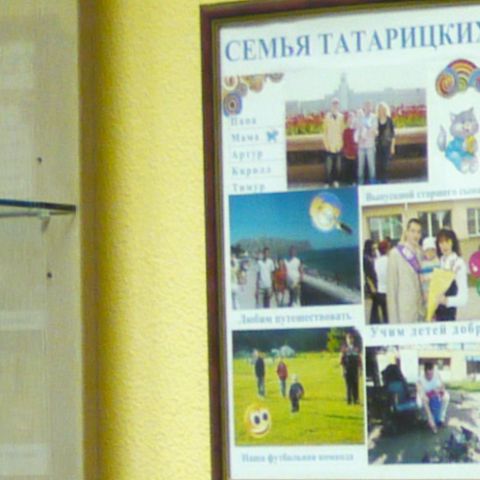 СЕМЬЯ ТАТАРИЦКИХ
Папа
Мама
Артур
Кирилл
Тимур
Выпускной старшего сына
Любим путешествовать
Учим детей добр
Наша футбольная команда